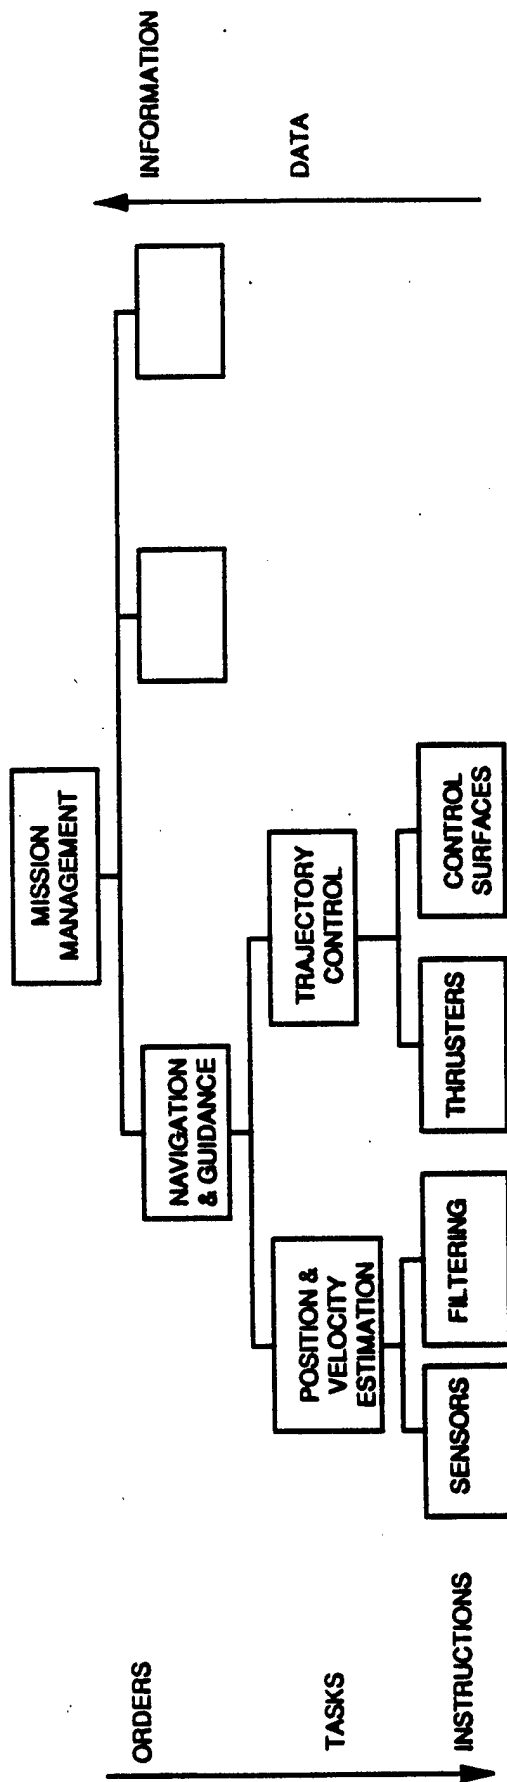 MISSION
MANAGEMENT
ORDERS
NAVIGATION
& GUIDANCE
INFORMATION
TASKS
POSITION &
VELOCITY
ESTIMATION
TRAJECTORY
CONTROL
DATA
INSTRUCTIONS
SENSORS
FILTERING
THRUSTERS
CONTROL
SURFACES